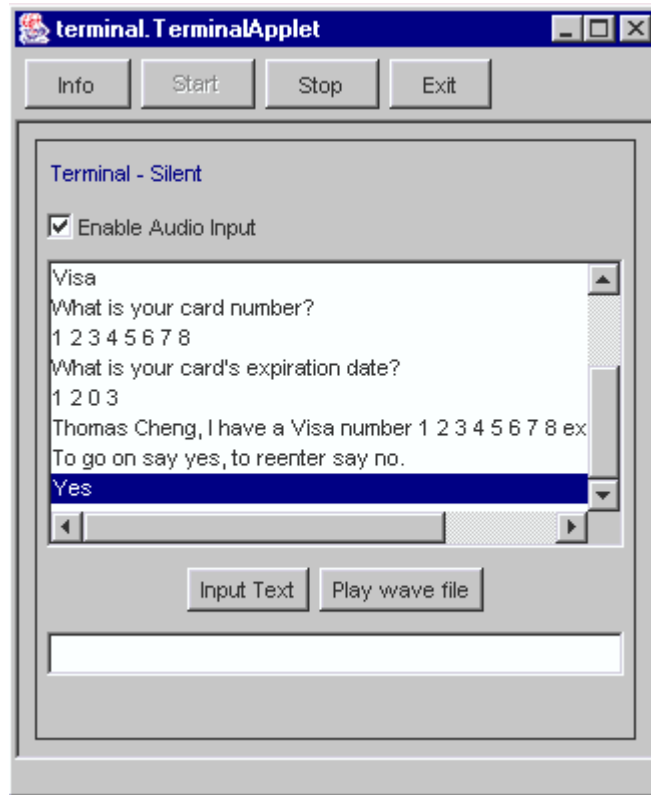 terminal.TerminalApplet
Info Start Stop Exit
Terminal - Silent
Enable Audio Input
Visa
What is your card number?
1 2 3 4 5 6 7 8
What is your card's expiration date?
1 2 0 3
Thomas Cheng, I have a Visa number 1 2 3 4 5 6 7 8 ex
To go on say yes, to reenter say no.
Yes
Input Text Play wave file